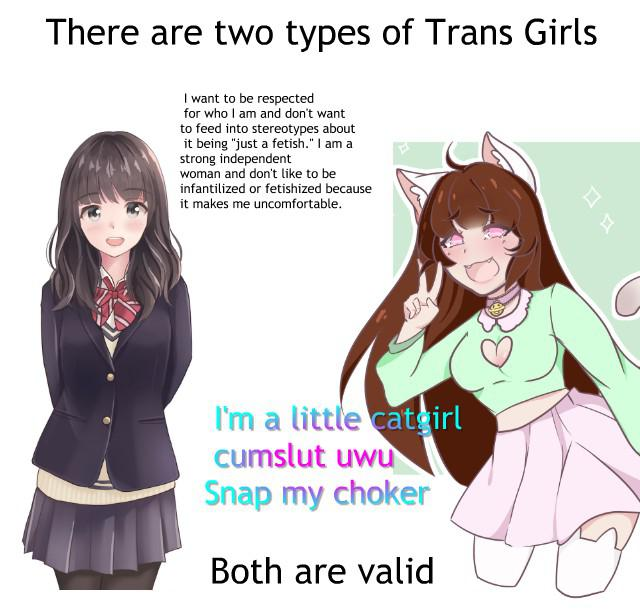 There are two types of Trans Girls
I want to be respected
for who I am and don't want
to feed into stereotypes about
it being "just a fetish." I am a
strong independent
woman and don't like to be
infantilized or fetishized because
it makes me uncomfortable.
I'm a little catgirl
cumslut uwu
Snap my choker
Both are valid